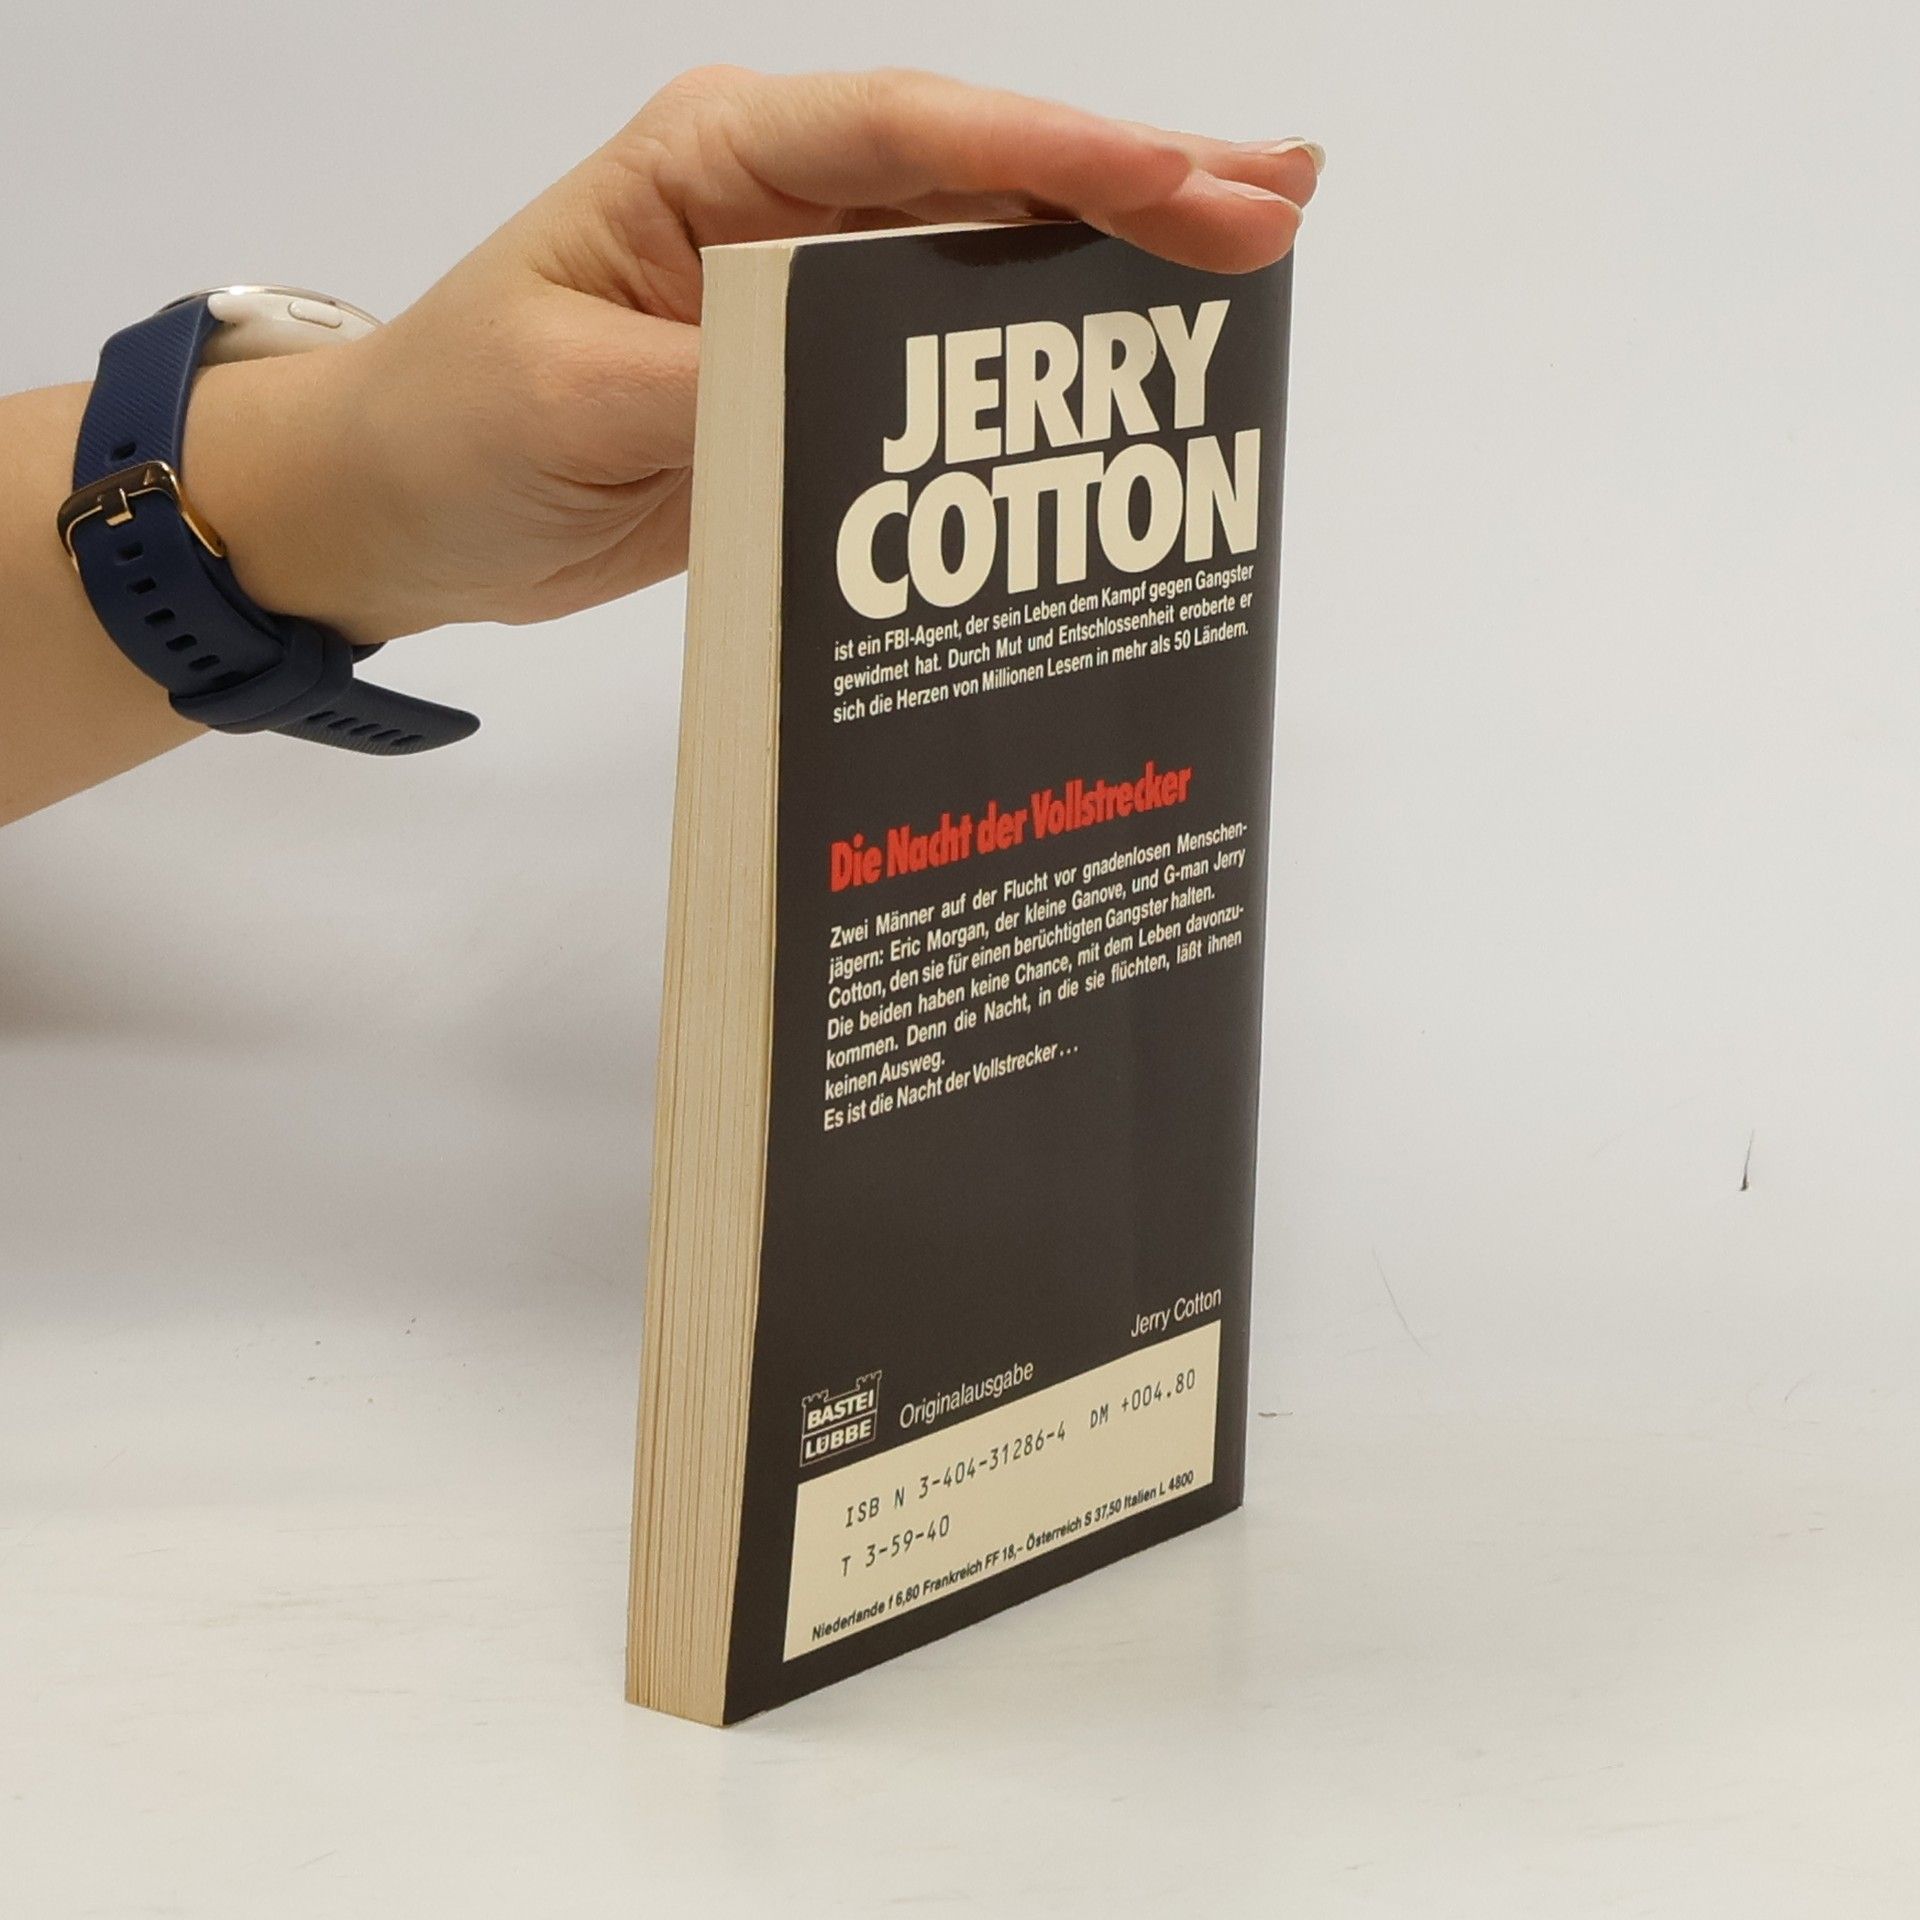 JERRY
COTTON
ist ein FBI-Agent, der sein Leben dem Kampf gegen Gangster
gewidmet hat. Durch Mut und Entschlossenheit eroberte er
sich die Herzen von Millionen Lesern in mehr als 50 Ländern.
Die Nacht der Vollstrecker
Zwei Männer auf der Flucht vor gnadenlosen Menschen-
jägern: Eric Morgan, der kleine Ganove, und G-man Jerry
Cotton, den sie für einen berüchtigten Gangster halten.
Die beiden haben keine Chance, mit dem Leben davonzu-
kommen. Denn die Nacht, in die sie flüchten, läßt ihnen
keinen Ausweg.
Es ist die Nacht der Vollstrecker...
Jerry Cotton
BASTEI
LÜBBE
Originalausgabe
ISB N 3-404-31286-4 DM +004.80
T 3-59-40
Niederlande f 6,80 Frankreich FF 18,- Österreich S 37,50 Italien L 4800